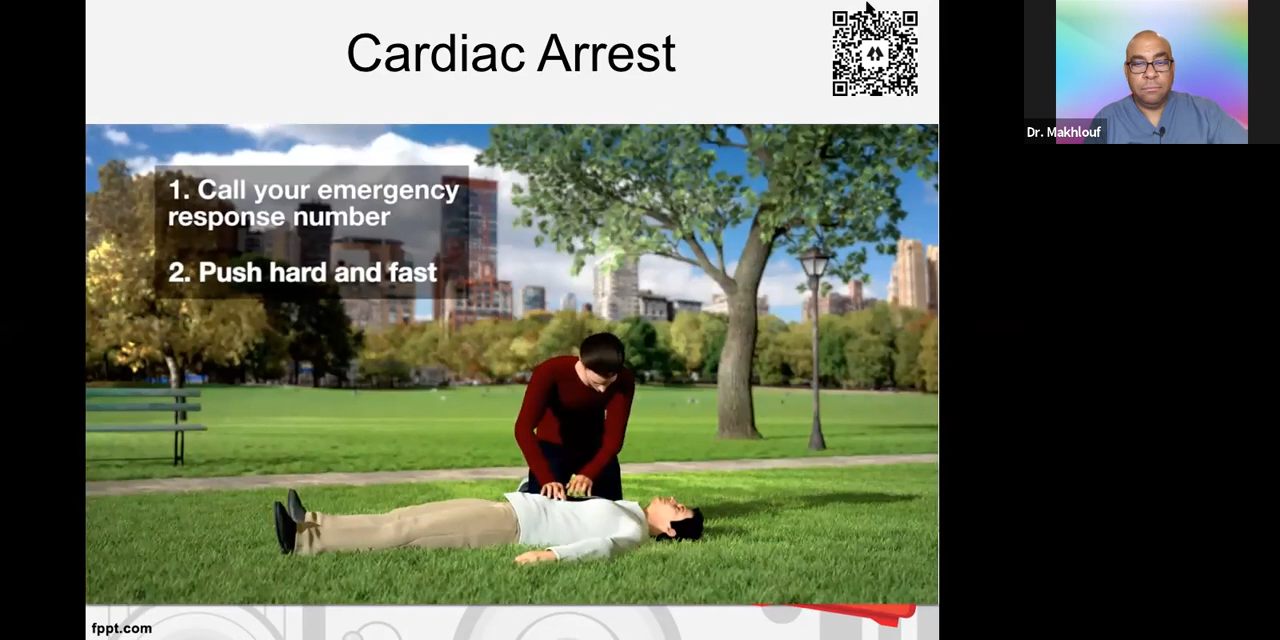 Cardiac Arrest
1. Call your emergency
response number
2. Push hard and fast
Dr. Makhlouf
fppt.com